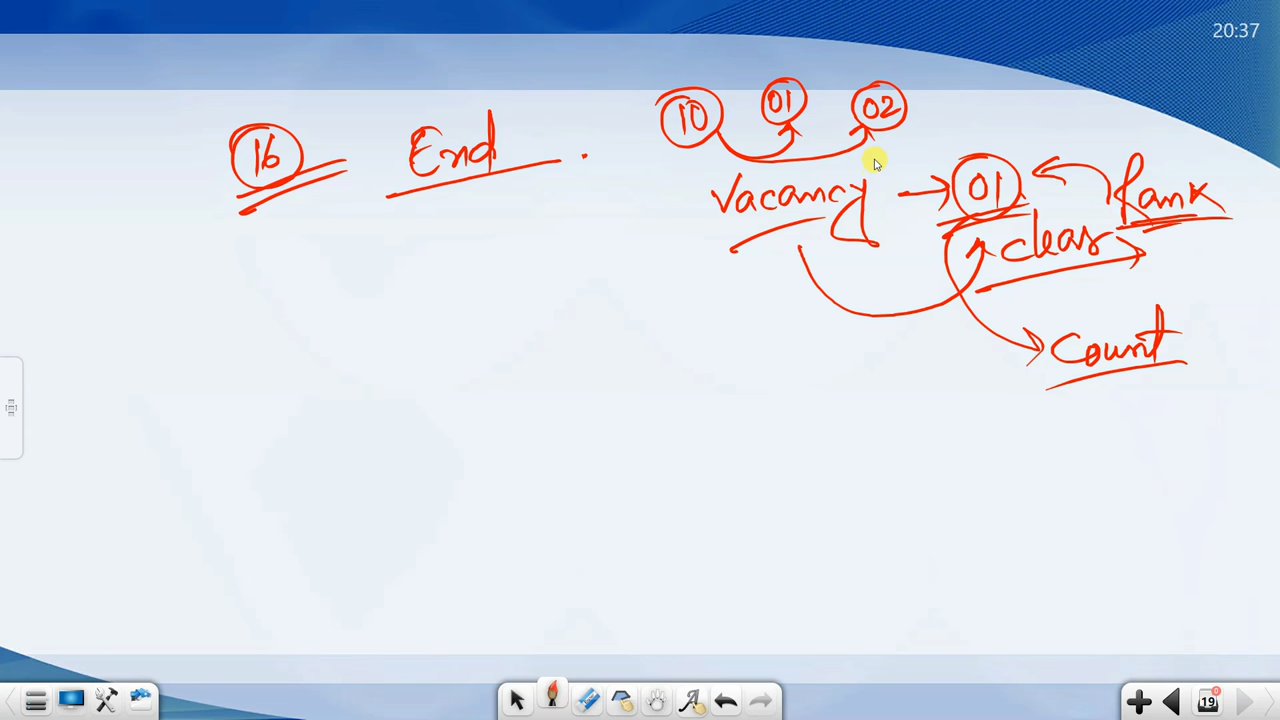 20:37
10 01 02
16 End .
Vacancy → 01 Rank
clear
Count
19